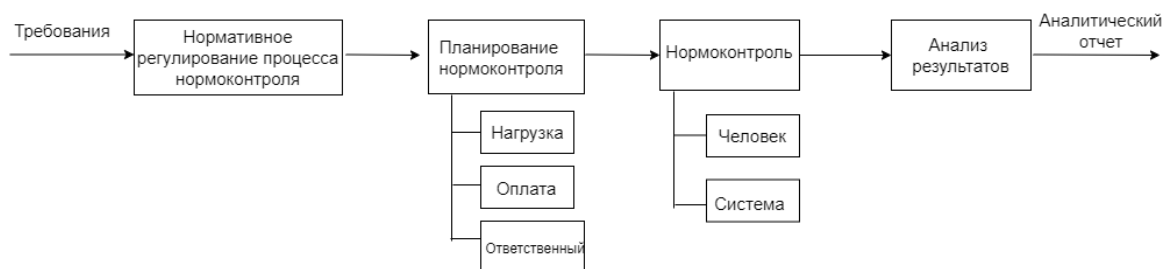 Требования
Нормативное
регулирование процесса
нормоконтроля
Планирование
нормоконтроля
Нагрузка
Оплата
Ответственный
Нормоконтроль
Человек
Система
Анализ
результатов
Аналитический
отчет